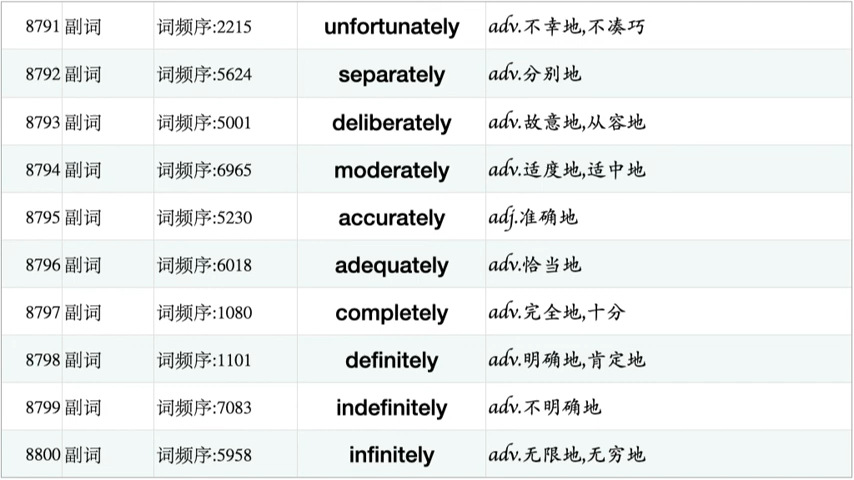 8791 副词 词频序:2215 unfortunately adv.不幸地,不凑巧
8792 副词 词频序:5624 separately adv.分别地
8793 副词 词频序:5001 deliberately adv.故意地,从容地
8794 副词 词频序:6965 moderately adv.适度地,适中地
8795 副词 词频序:5230 accurately adj.准确地
8796 副词 词频序:6018 adequately adv.恰当地
8797 副词 词频序:1080 completely adv.完全地,十分
8798 副词 词频序:1101 definitely adv.明确地,肯定地
8799 副词 词频序:7083 indefinitely adv.不明确地
8800 副词 词频序:5958 infinitely adv.无限地,无穷地